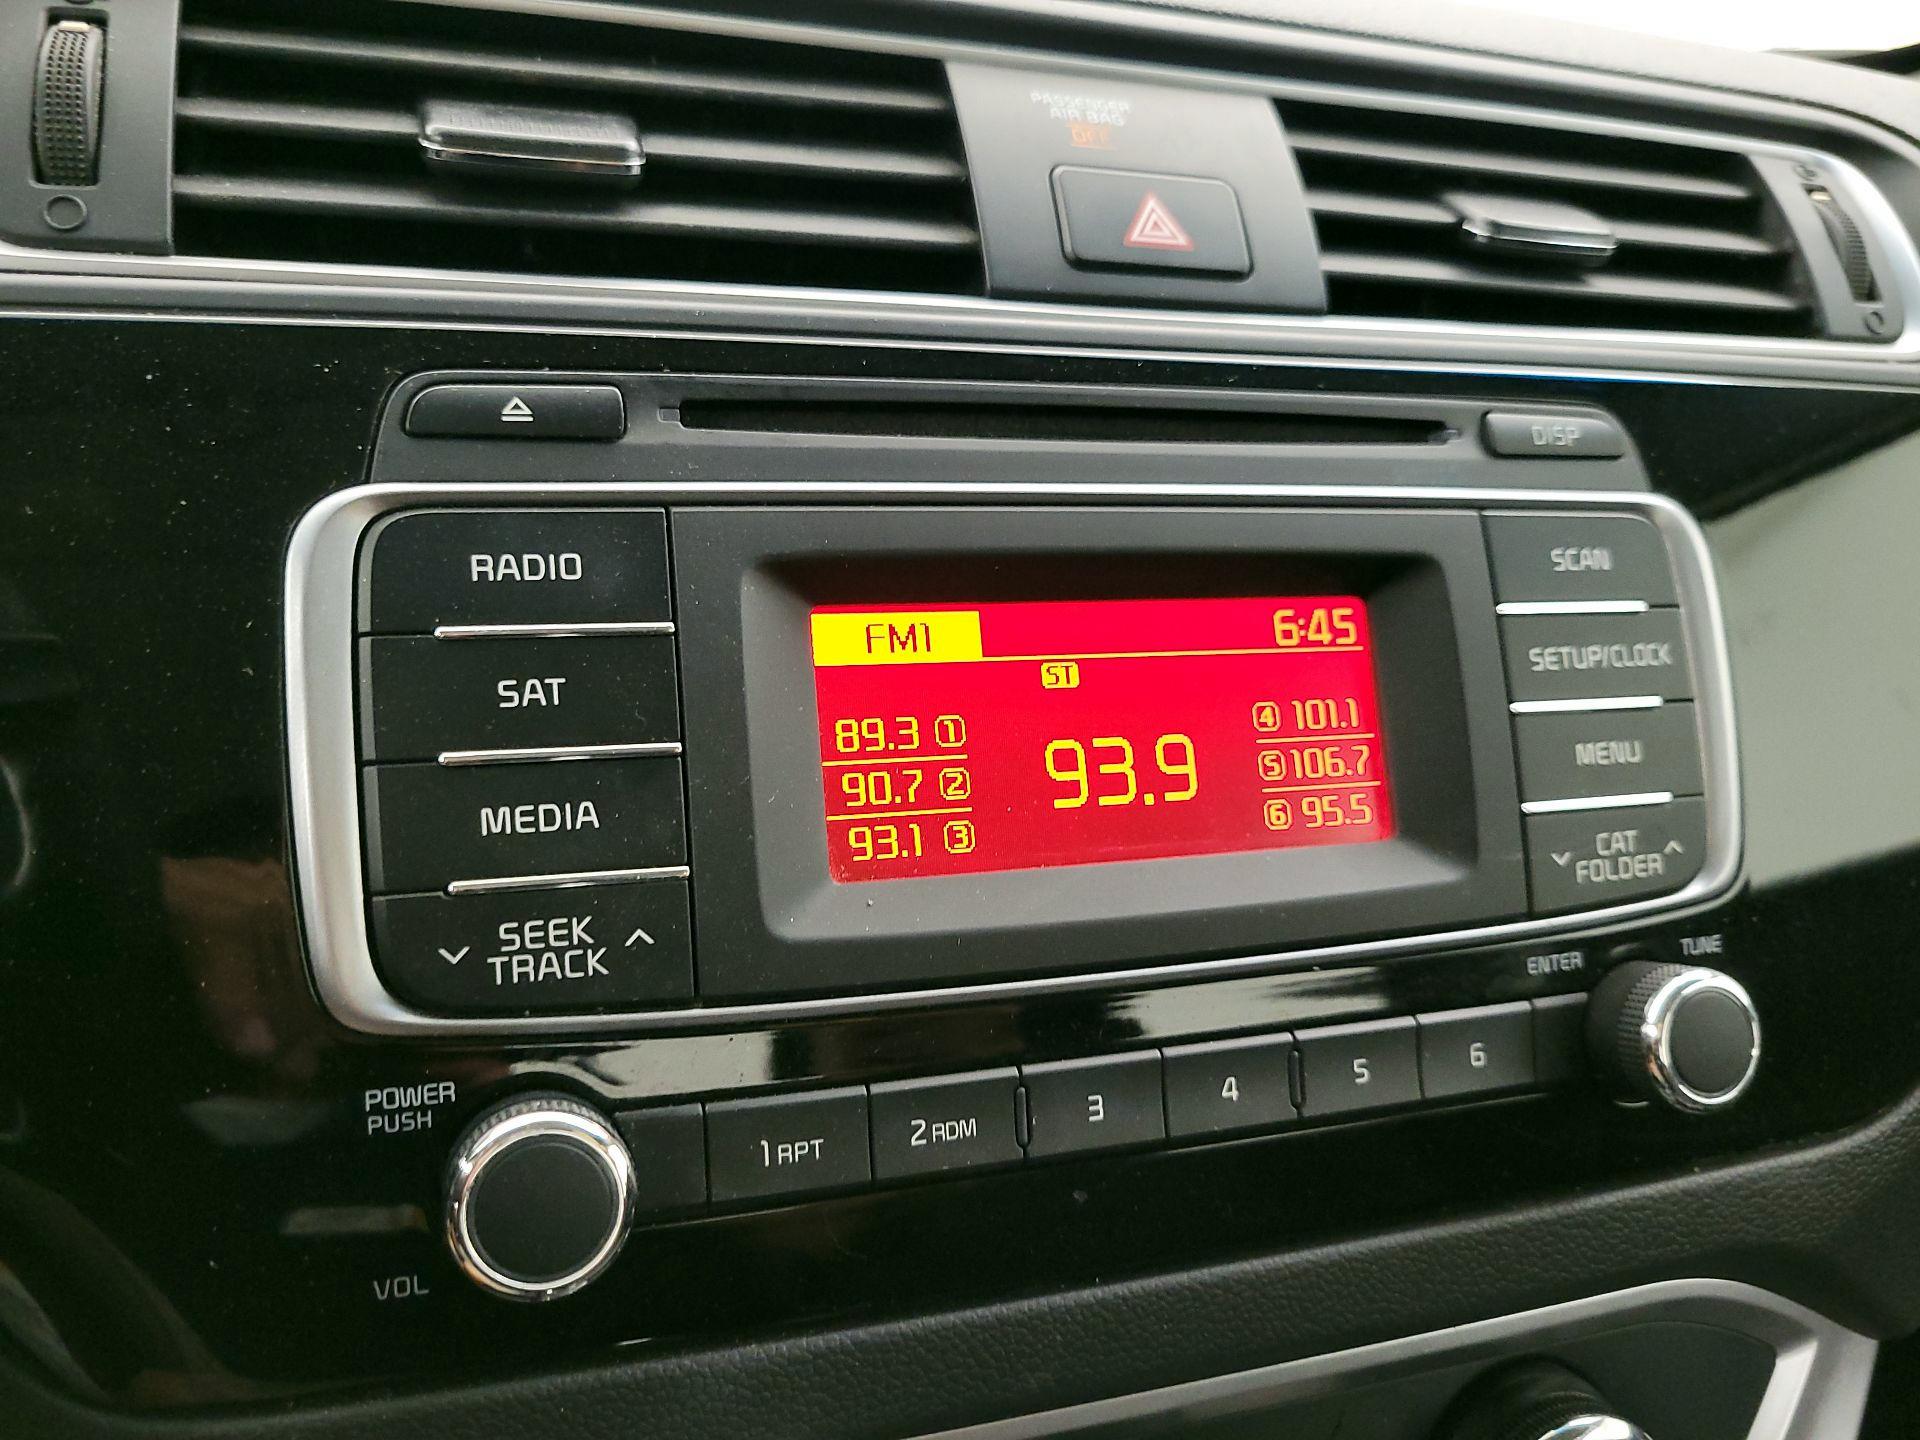 PASSENGER
AIR BAG
OFF
DISP
RADIO
SAT
MEDIA
SEEK
TRACK
FM1
6:45
ST
89.3 1
90.7 2
93.1 3
93.9
4 101.1
5 106.7
6 95.5
SCAN
SETUP/CLOCK
MENU
CAT
FOLDER
ENTER
TUNE
POWER
PUSH
VOL
1 RPT
2 RDM
3
4
5
6